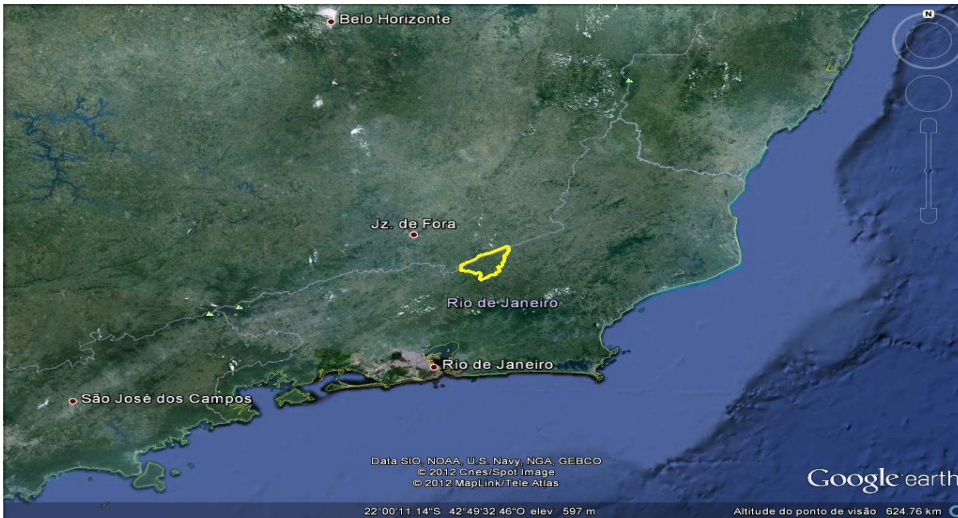 Belo Horizonte
N
Jz. de Fora
Rio de Janeiro
Rio de Janeiro
São José dos Campos
Data SIO, NOAA, U.S. Navy, NGA, GEBCO
© 2012 Cnes/Spot Image
© 2012 MapLink/Tele Atlas
Google earth
22°00'11.14"S 42°49'32.46"O elev 597 m Altitude do ponto de visão 624.76 km